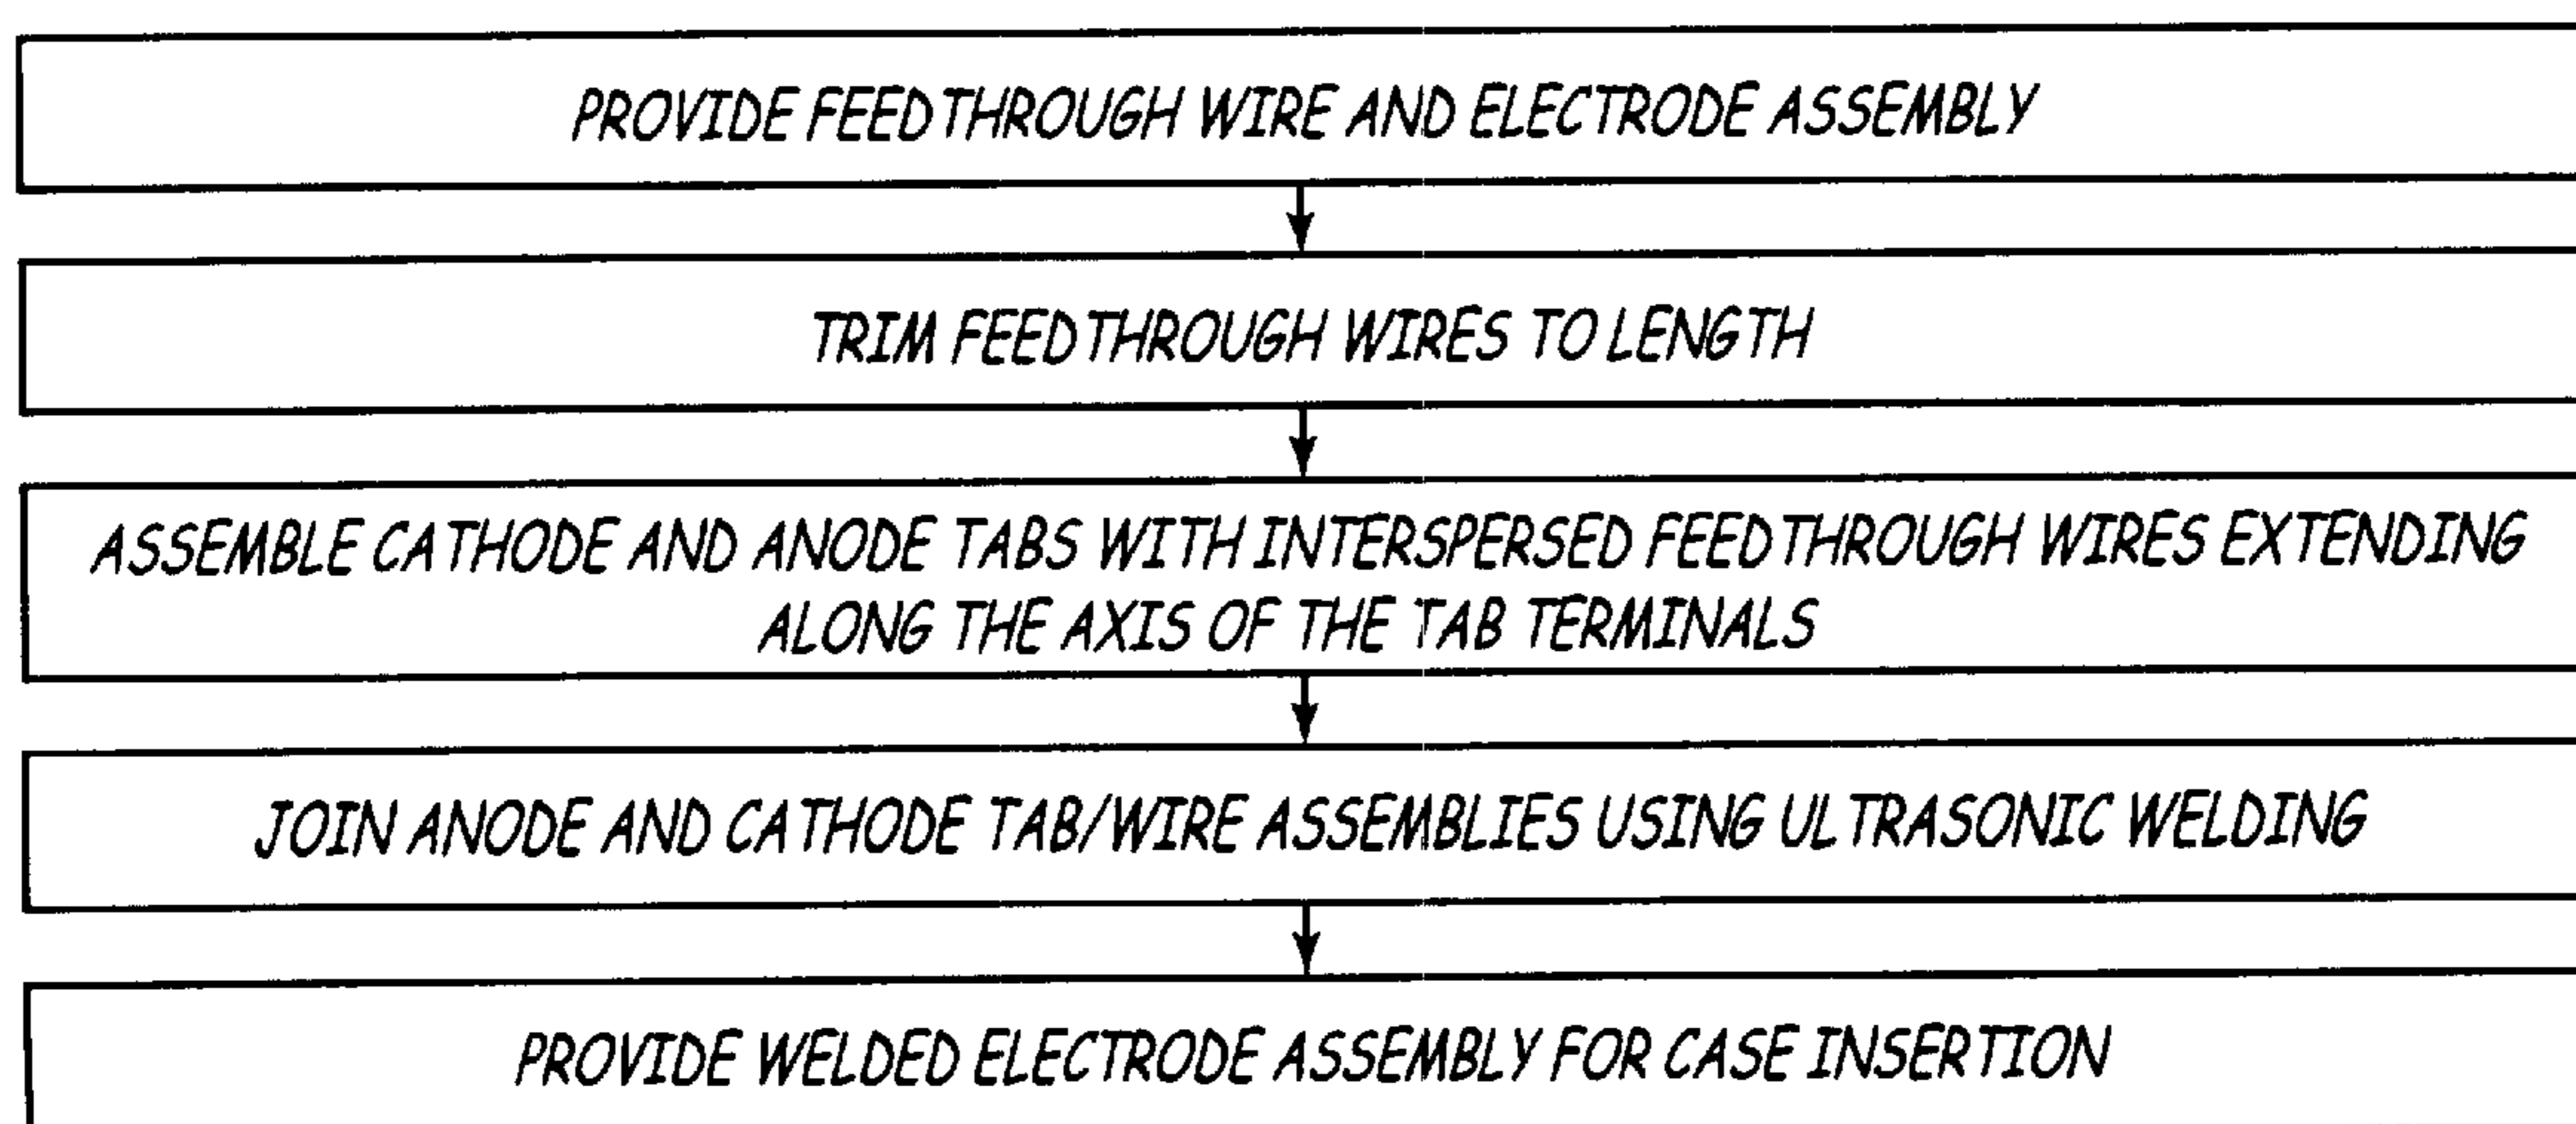 PROVIDE FEEDTHROUGH WIRE AND ELECTRODE ASSEMBLY
TRIM FEEDTHROUGH WIRES TO LENGTH
ASSEMBLE CATHODE AND ANODE TABS WITH INTERSPERSED FEEDTHROUGH WIRES EXTENDING
ALONG THE AXIS OF THE TAB TERMINALS
JOIN ANODE AND CATHODE TAB/WIRE ASSEMBLIES USING ULTRASONIC WELDING
PROVIDE WELDED ELECTRODE ASSEMBLY FOR CASE INSERTION